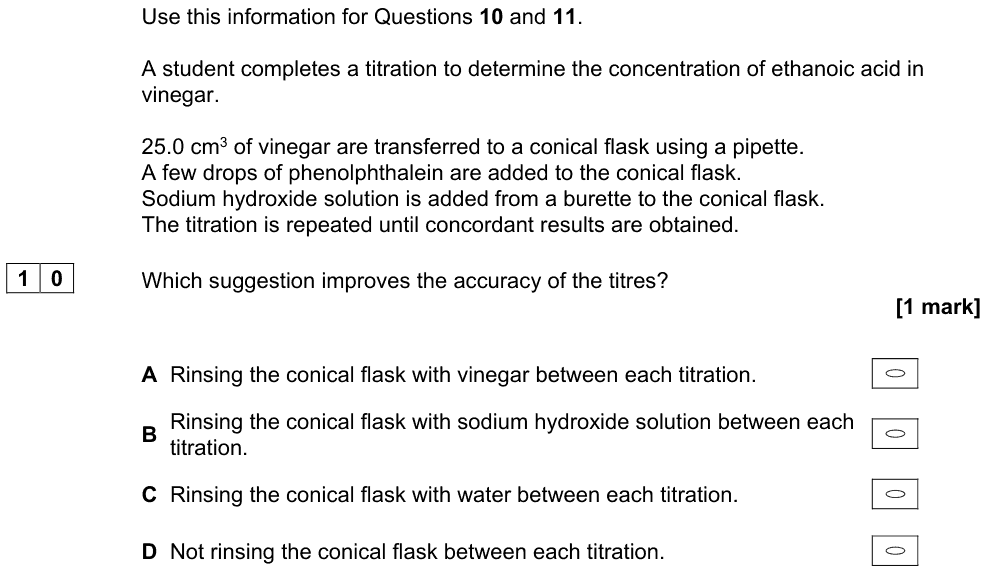 Use this information for Questions 10 and 11.
A student completes a titration to determine the concentration of ethanoic acid in
vinegar.
25.0 cm³ of vinegar are transferred to a conical flask using a pipette.
A few drops of phenolphthalein are added to the conical flask.
Sodium hydroxide solution is added from a burette to the conical flask.
The titration is repeated until concordant results are obtained.
1 0 Which suggestion improves the accuracy of the titres?
[1 mark]
A Rinsing the conical flask with vinegar between each titration.
B Rinsing the conical flask with sodium hydroxide solution between each
titration.
C Rinsing the conical flask with water between each titration.
D Not rinsing the conical flask between each titration.